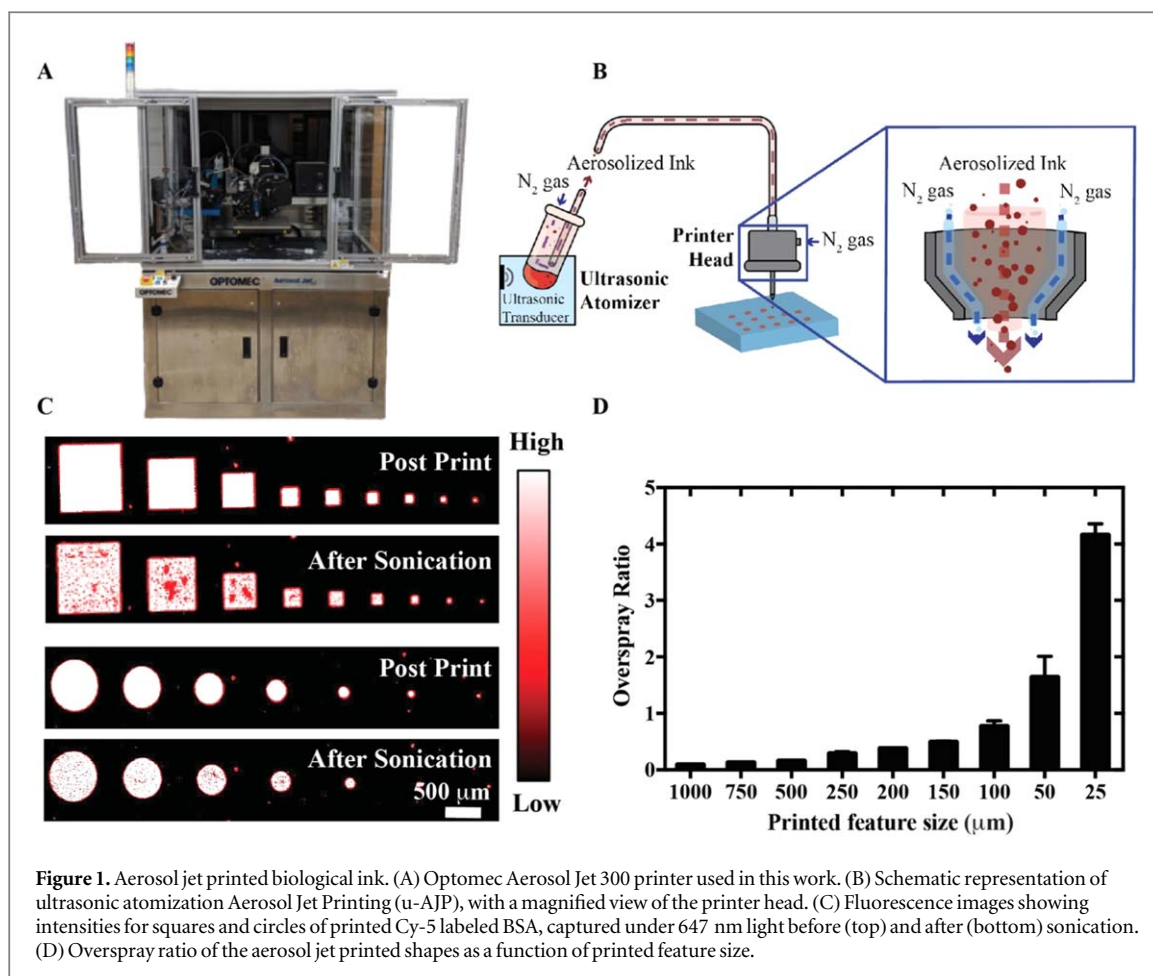 A
OPTOMEC
OPTOMEC Aerosol Jet
B
Aerosolized Ink
N₂ gas
Printer
Head
N₂ gas
Ultrasonic
Transducer
Ultrasonic
Atomizer
Aerosolized Ink
N₂ gas
N₂ gas
C
Post Print
After Sonication
Post Print
After Sonication
500 μm
High
Low
D
Overspray Ratio
5
4
3
2
1
0
1000 750 500 250 200 150 100 50 25
Printed feature size (μm)
Figure 1. Aerosol jet printed biological ink. (A) Optomec Aerosol Jet 300 printer used in this work. (B) Schematic representation of
ultrasonic atomization Aerosol Jet Printing (u-AJP), with a magnified view of the printer head. (C) Fluorescence images showing
intensities for squares and circles of printed Cy-5 labeled BSA, captured under 647 nm light before (top) and after (bottom) sonication.
(D) Overspray ratio of the aerosol jet printed shapes as a function of printed feature size.